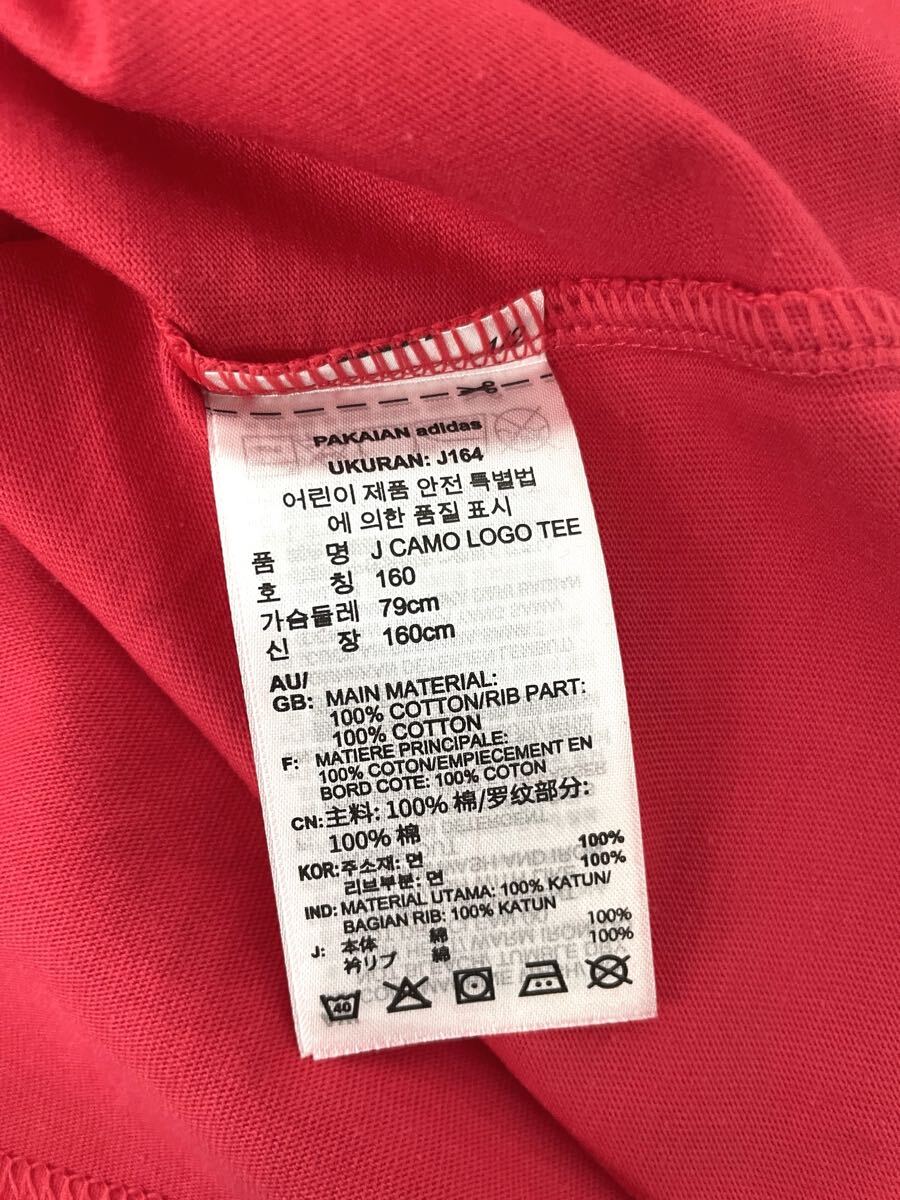 PAKAIAN adidas
UKURAN: J164
어린이 제품 안전 특별법
에 의한 품질 표시
품 명 J CAMO LOGO TEE
호 칭 160
가슴둘레 79cm
신 장 160cm
AU/
GB: MAIN MATERIAL:
100% COTTON/RIB PART:
100% COTTON
F: MATIERE PRINCIPALE:
100% COTON/EMPIECEMENT EN
BORD COTE: 100% COTON
CN:主料: 100% 棉/罗纹部分:
100% 棉
KOR:주소재: 면 100%
리브부분: 면 100%
IND: MATERIAL UTAMA: 100% KATUN/
BAGIAN RIB: 100% KATUN
J: 本体 綿 100%
衿リブ 綿 100%
40